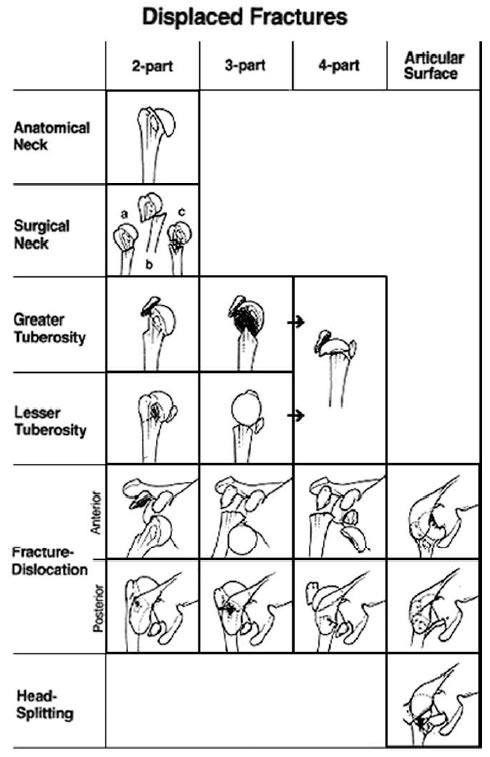 Displaced Fractures
2-part
3-part
4-part
Articular
Surface
Anatomical
Neck
Surgical
Neck
a
c
b
Greater
Tuberosity
Lesser
Tuberosity
Fracture-
Dislocation
Anterior
Posterior
Head-
Splitting